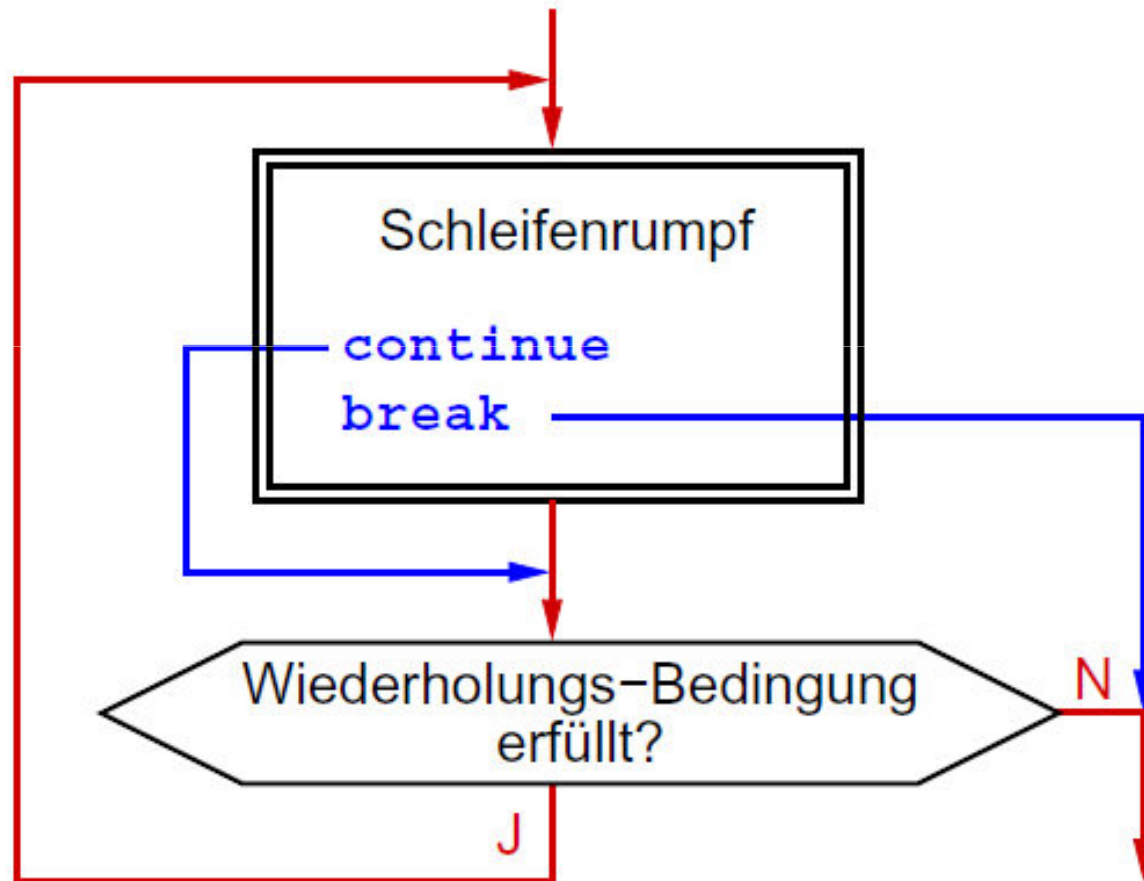 Schleifenrumpf
continue
break
Wiederholungs-Bedingung
erfüllt?
N
J